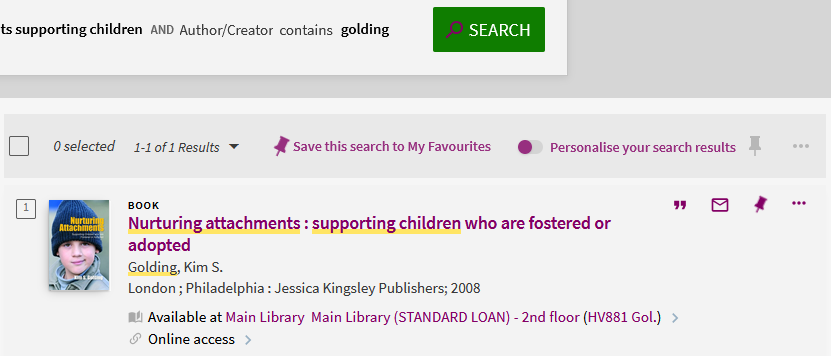 ts supporting children AND Author/Creator contains golding
SEARCH
0 selected 1-1 of 1 Results Save this search to My Favourites Personalise your search results
1
BOOK
Nurturing Attachments
Nurturing attachments : supporting children who are fostered or
adopted
Golding, Kim S.
London ; Philadelphia : Jessica Kingsley Publishers; 2008
Available at Main Library Main Library (STANDARD LOAN) - 2nd floor (HV881 Gol.)
Online access